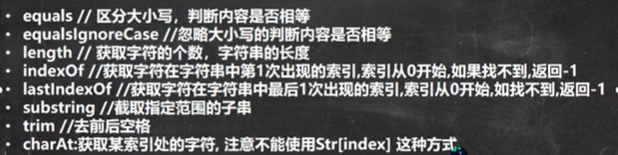 • equals // 区分大小写，判断内容是否相等
• equalsIgnoreCase //忽略大小写的判断内容是否相等
• length // 获取字符的个数，字符串的长度
• indexOf //获取字符在字符串中第1次出现的索引,索引从0开始,如果找不到,返回-1
• lastIndexOf //获取字符在字符串中最后1次出现的索引,索引从0开始,如找不到,返回-1
• substring //截取指定范围的子串
• trim //去前后空格
• charAt:获取某索引处的字符, 注意不能使用Str[index] 这种方式.